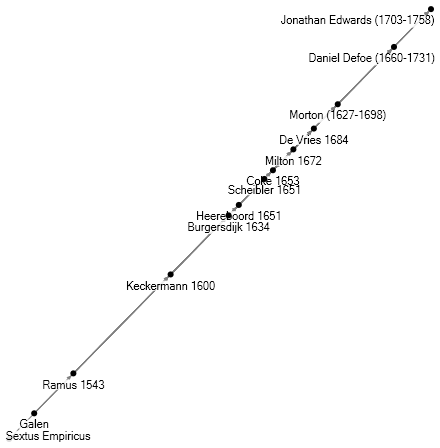 Jonathan Edwards (1703-1758)
Daniel Defoe (1660-1731)
Morton (1627-1698)
De Vries 1684
Milton 1672
Coke 1653
Scheibler 1651
Heereboord 1651
Burgersdijk 1634
Keckermann 1600
Ramus 1543
Galen
Sextus Empiricus